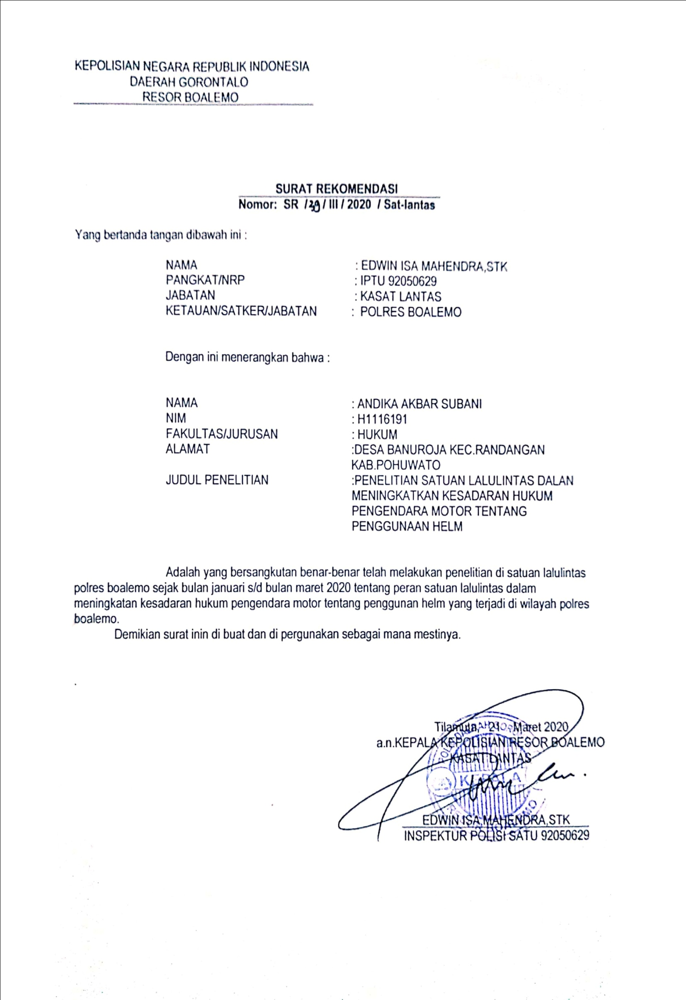 KEPOLISIAN NEGARA REPUBLIK INDONESIA
DAERAH GORONTALO
RESOR BOALEMO
SURAT REKOMENDASI
Nomor: SR / / III / 2020 / Sat-lantas
Yang bertanda tangan dibawah ini :
NAMA : EDWIN ISA MAHENDRA,STK
PANGKAT/NRP : IPTU 92050629
JABATAN : KASAT LANTAS
KETAUAN/SATKER/JABATAN : POLRES BOALEMO
Dengan ini menerangkan bahwa :
NAMA : ANDIKA AKBAR SUBANI
NIM : H1116191
FAKULTAS/JURUSAN : HUKUM
ALAMAT :DESA BANUROJA KEC.RANDANGAN
KAB.POHUWATO
JUDUL PENELITIAN :PENELITIAN SATUAN LALULINTAS DALAN
MENINGKATKAN KESADARAN HUKUM
PENGENDARA MOTOR TENTANG
PENGGUNAAN HELM
Adalah yang bersangkutan benar-benar telah melakukan penelitian di satuan lalulintas
polres boalemo sejak bulan januari s/d bulan maret 2020 tentang peran satuan lalulintas dalam
meningkatan kesadaran hukum pengendara motor tentang penggunan helm yang terjadi di wilayah polres
boalemo.
Demikian surat inin di buat dan di pergunakan sebagai mana mestinya.
Tilamuta, 21 Maret 2020
a.n.KEPALA KEPOLISIAN RESOR BOALEMO
KASAT LANTAS
KEPALA
EDWIN ISA MAHENDRA,STK
INSPEKTUR POLISI SATU 92050629